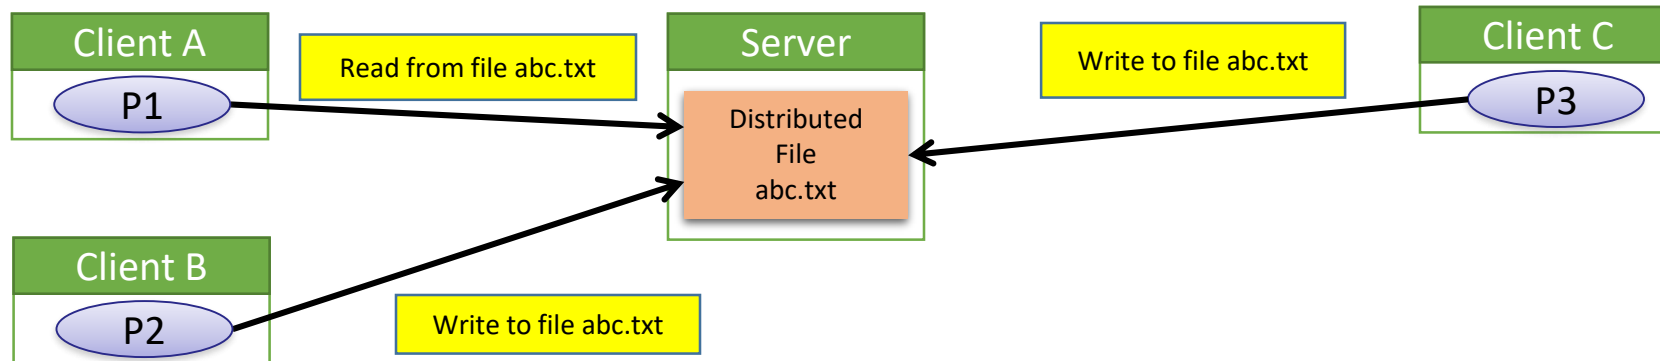 Client A
P1
Read from file abc.txt
Server
Distributed
File
abc.txt
Write to file abc.txt
Client C
P3
Client B
P2
Write to file abc.txt